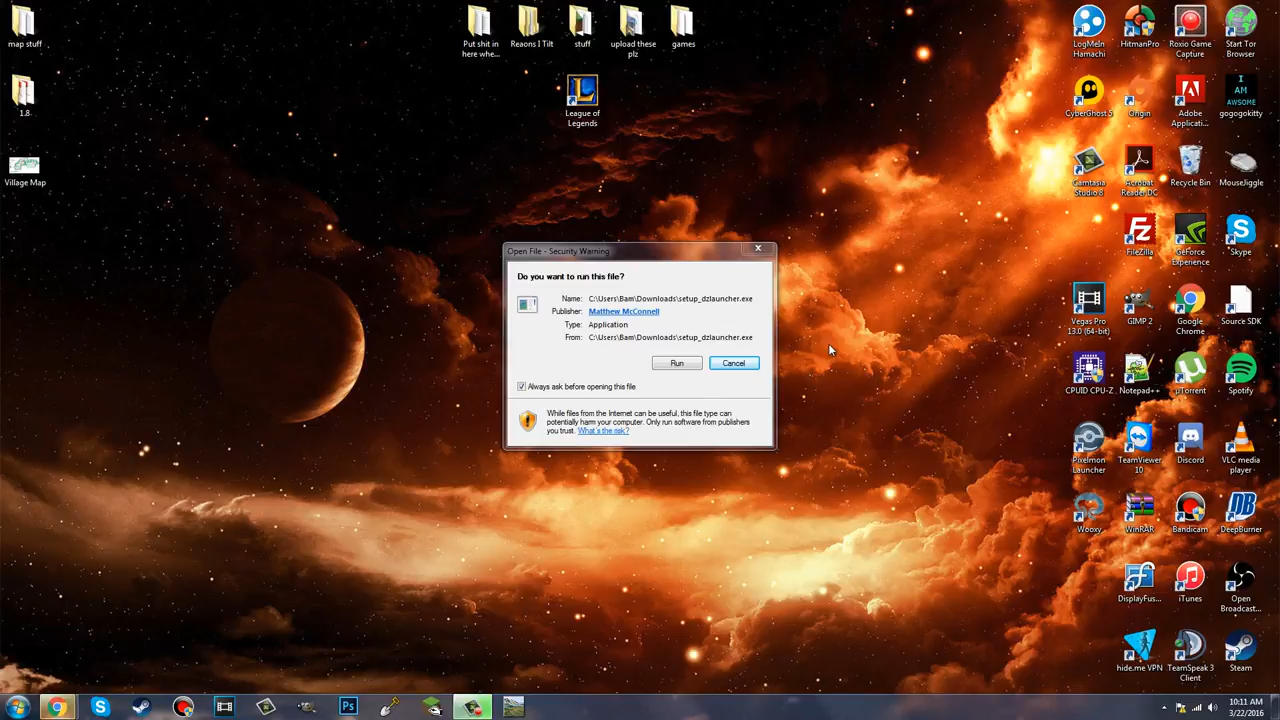 map stuff
Put shit in here whe...
Reaons I Tilt
stuff
upload these plz
games
LogMeIn Hamachi
HitmanPro
Roxio Game Capture
Start Tor Browser
1.8
League of Legends
CyberGhost 5
Origin
Adobe Applicati...
I AM AWSOME
gogogokitty
Village Map
Camtasia Studio 8
Acrobat Reader DC
Recycle Bin
MouseJiggle
Open File - Security Warning
Do you want to run this file?
Name: C:\Users\Bam\Downloads\setup_dzlauncher.exe
Publisher: Matthew McConnell
Type: Application
From: C:\Users\Bam\Downloads\setup_dzlauncher.exe
Run
Cancel
Always ask before opening this file
While files from the Internet can be useful, this file type can
potentially harm your computer. Only run software from publishers
you trust. What's the risk?
FileZilla
GeForce Experience
Skype
Vegas Pro 13.0 (64-bit)
GIMP 2
Google Chrome
Source SDK
CPUID CPU-Z
Notepad++
µTorrent
Spotify
Pixelmon Launcher
TeamViewer 10
Discord
VLC media player
Wooxy
WinRAR
Bandicam
DB
DeepBurner
DisplayFus...
iTunes
Open Broadcast...
hide.me VPN
TeamSpeak 3 Client
Steam
Ps
10:11 AM
3/22/2016